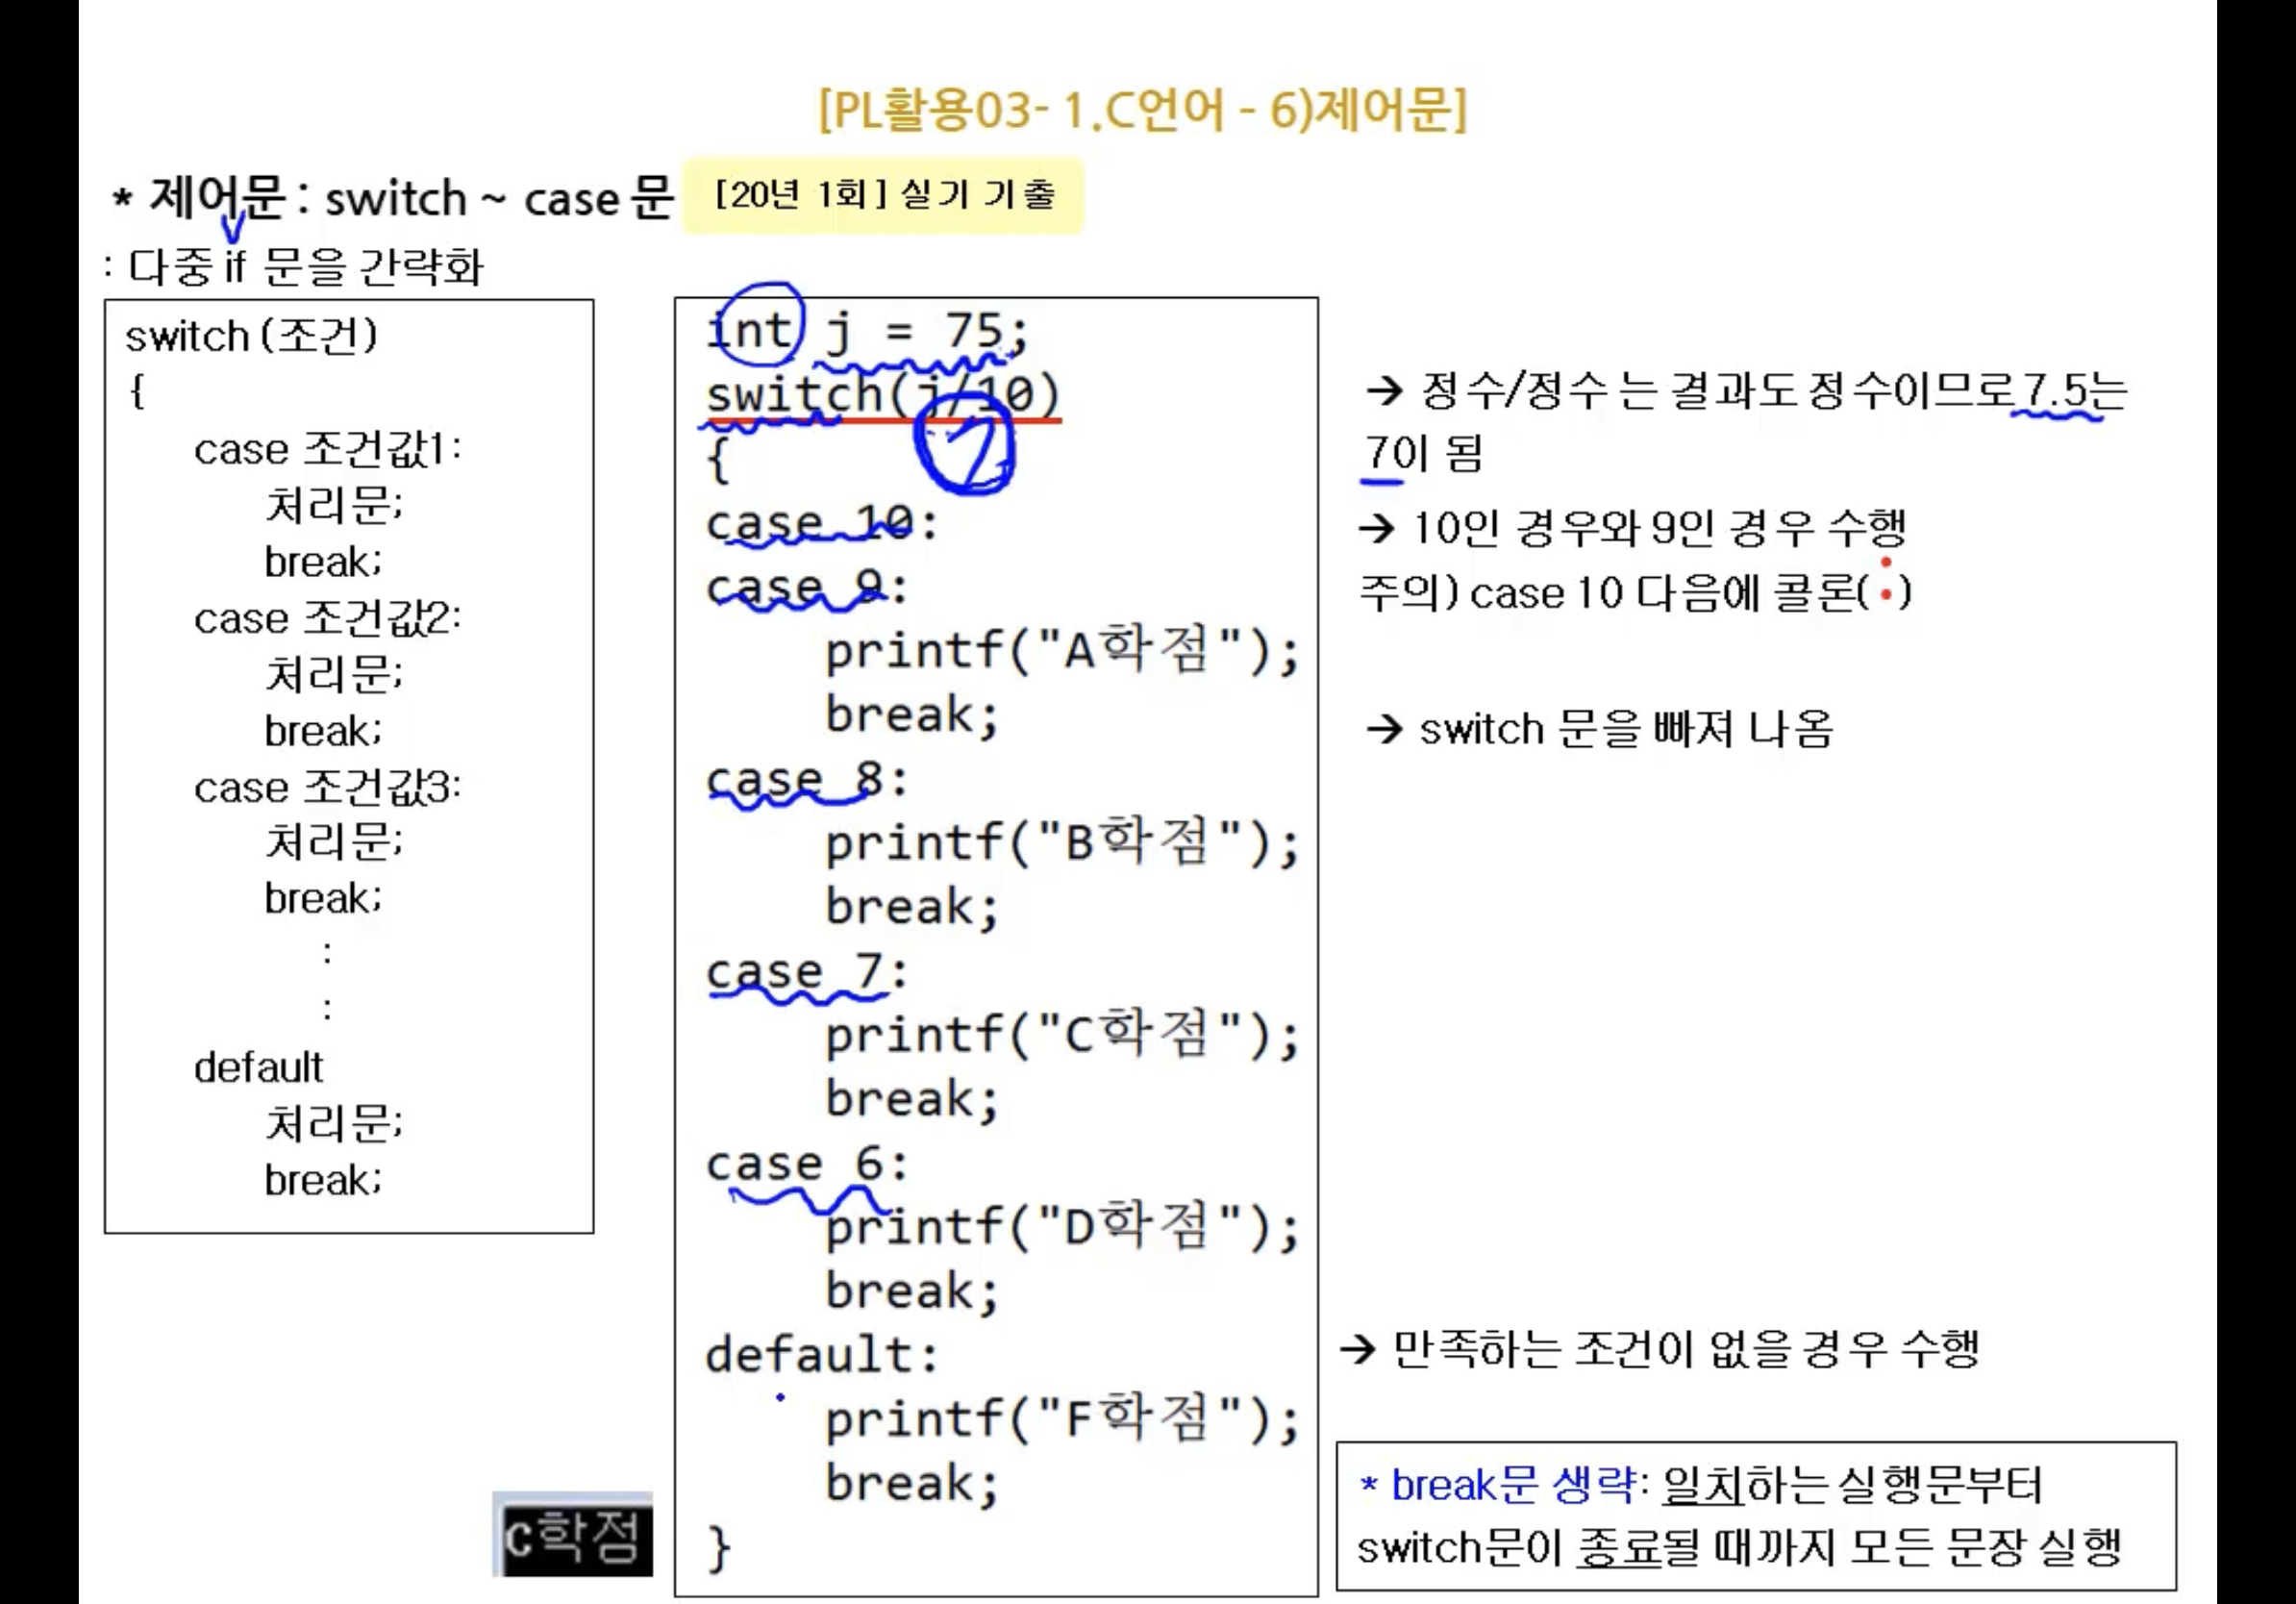 [PL활용03- 1.C언어 - 6)제어문]
* 제어문 : switch ~ case 문 [20년 1회] 실기 기출
: 다중 if 문을 간략화
switch (조건)
{
case 조건값1:
처리문;
break;
case 조건값2:
처리문;
break;
case 조건값3:
처리문;
break;
:
:
default
처리문;
break;
int j = 75;
switch(j/10)
7
{
case 10:
case 9:
printf("A학점");
break;
case 8:
printf("B학점");
break;
case 7:
printf("C학점");
break;
case 6:
printf("D학점");
break;
default:
printf("F학점");
break;
}
C학점
→ 정수/정수 는 결과도 정수이므로 7.5는
7이 됨
→ 10인 경우와 9인 경우 수행
주의) case 10 다음에 콜론(:)
→ switch 문을 빠져 나옴
→ 만족하는 조건이 없을 경우 수행
* break문 생략: 일치하는 실행문부터
switch문이 종료될 때까지 모든 문장 실행